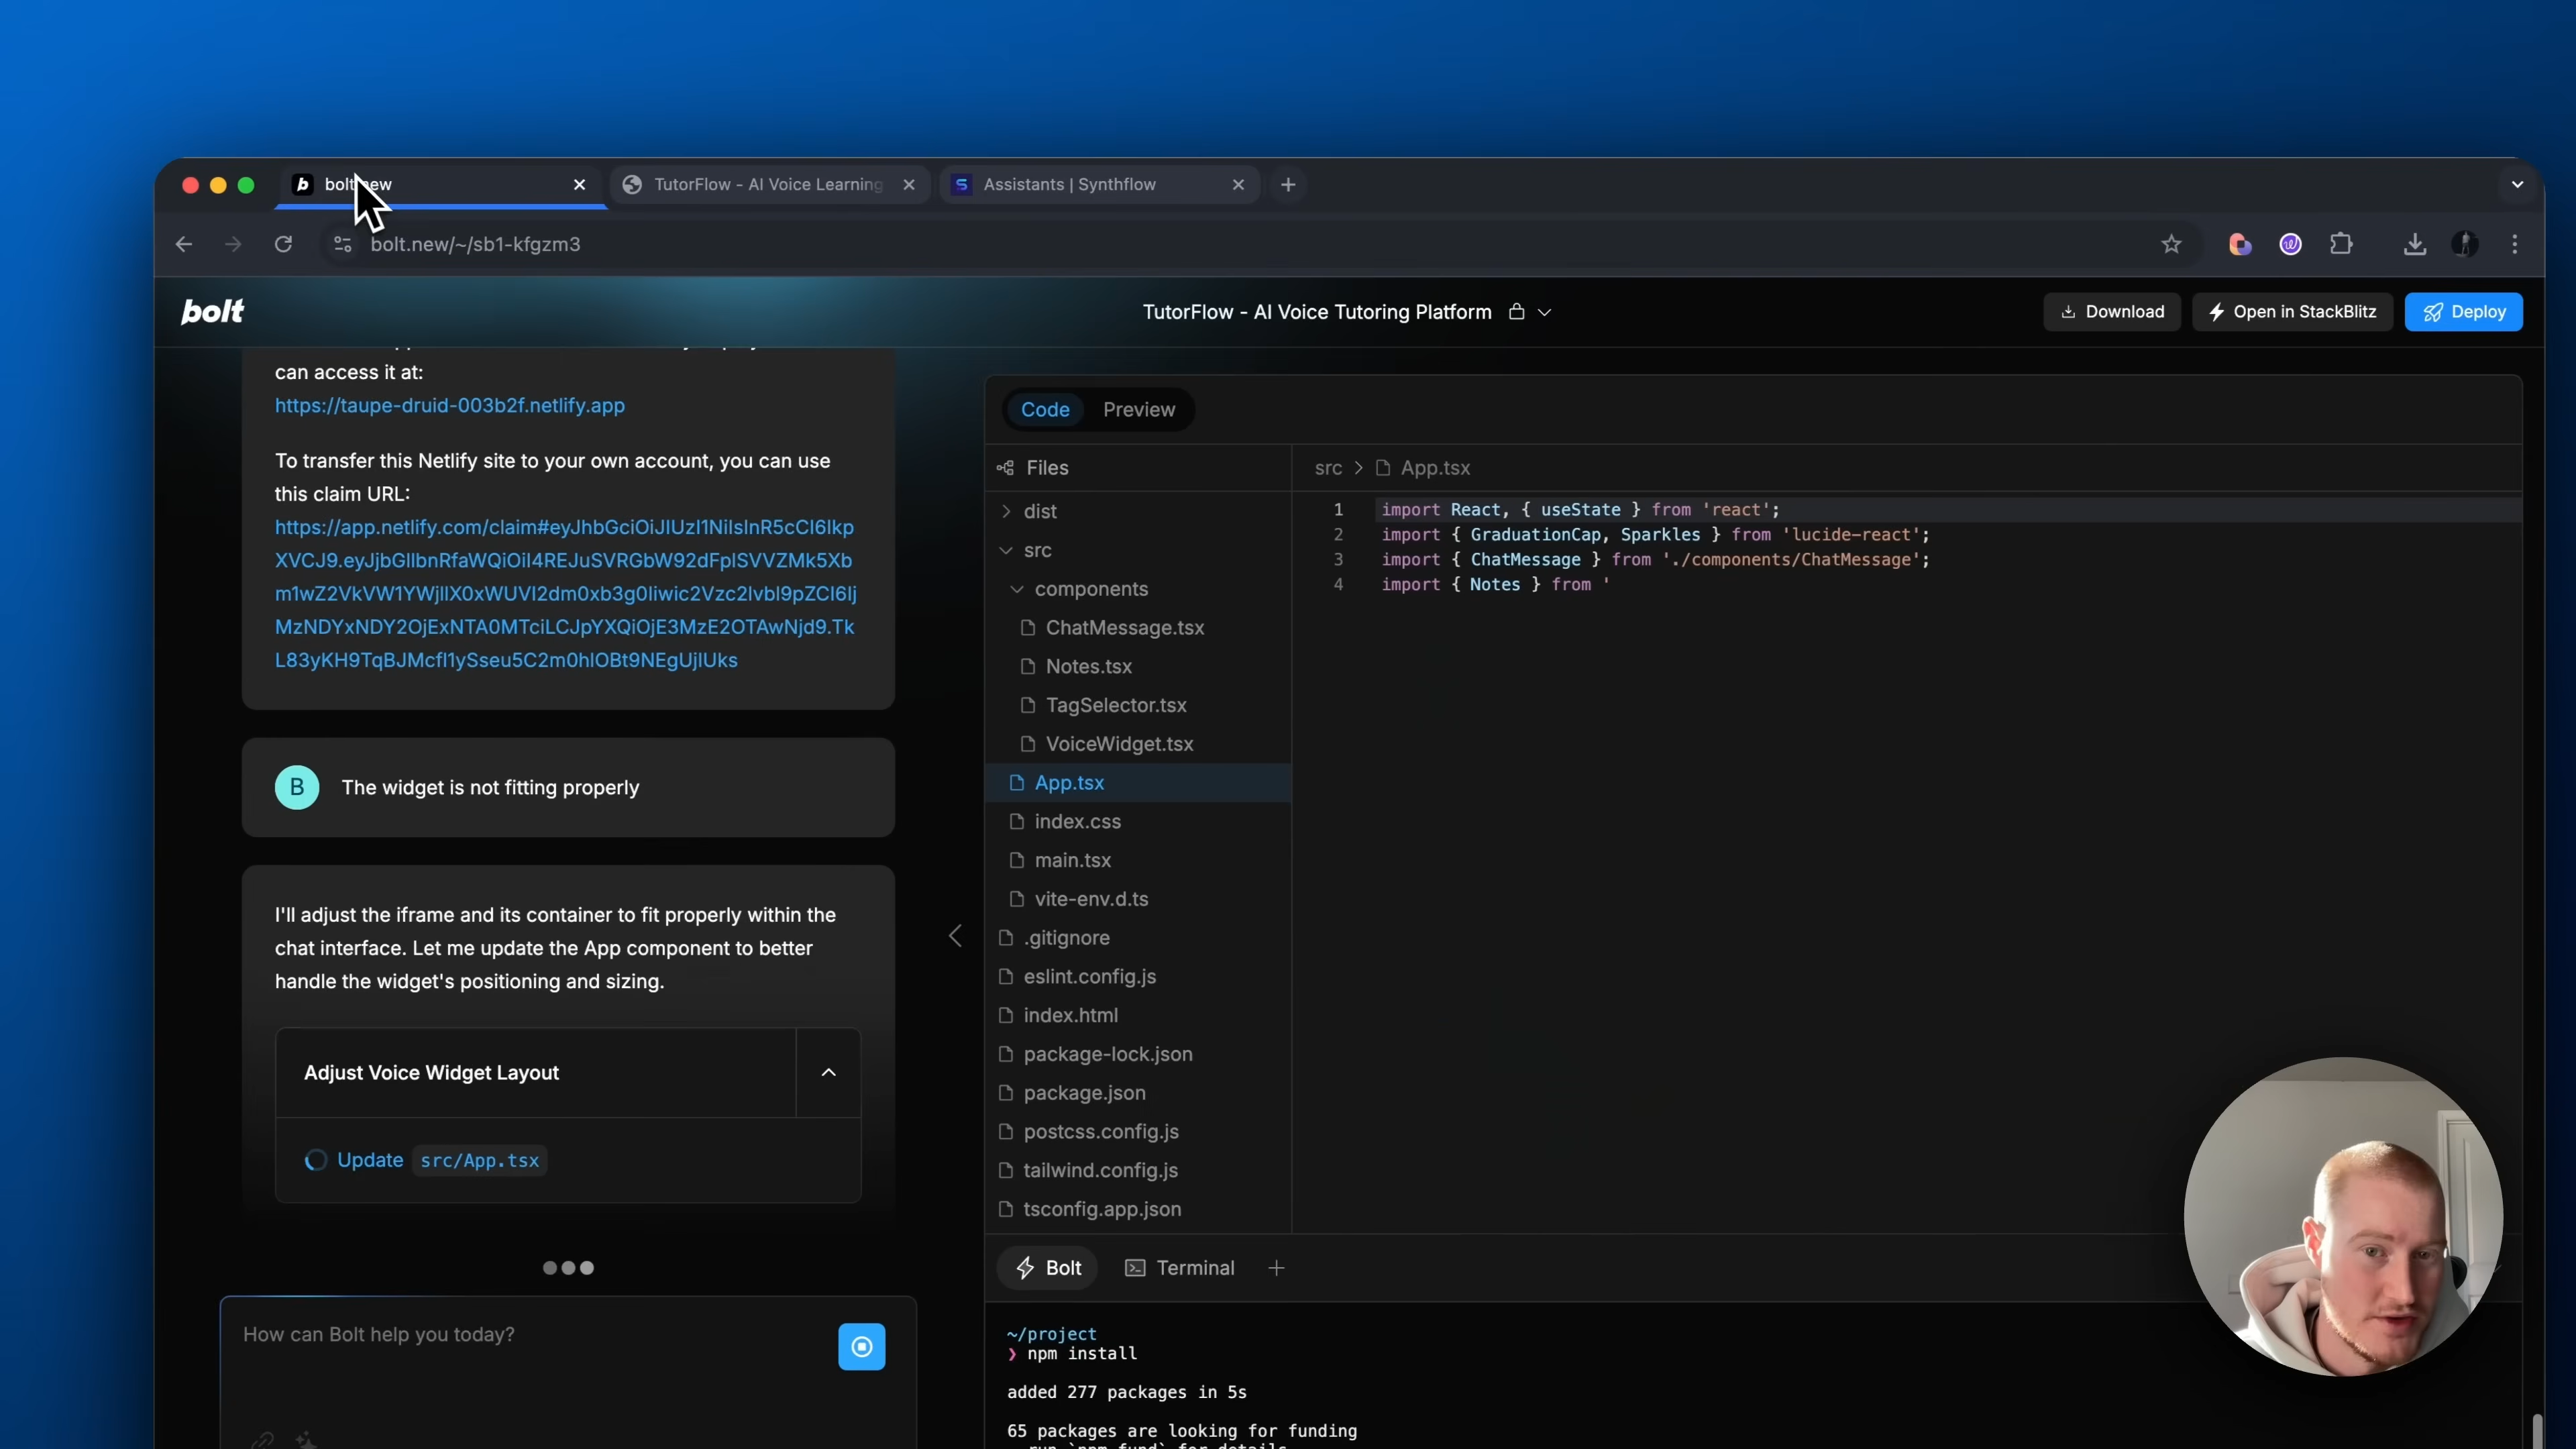 bolt.new
TutorFlow - AI Voice Learning
Assistants | Synthflow
bolt.new/~/sb1-kfgzm3
bolt
TutorFlow - AI Voice Tutoring Platform
Download
Open in StackBlitz
Deploy
can access it at:
https://taupe-druid-003b2f.netlify.app
To transfer this Netlify site to your own account, you can use
this claim URL:
https://app.netlify.com/claim#eyJhbGciOiJIUzI1NiIsInR5cCI6Ikp
XVCJ9.eyJjbGllbnRfaWQiOiI4REJuSVRGbW92dFplSVVZMk5Xb
m1wZ2VkVW1YWjllX0xWUVl2dm0xb3g0Iiwic2Vzc2lvbl9pZCI6Ij
MzNDYxNDY2OjExNTA0MTciLCJpYXQiOjE3MzE2OTAwNjd9.Tk
L83yKH9TqBJMcfl1ySseu5C2m0hlOBt9NEgUjlUks
B
The widget is not fitting properly
I'll adjust the iframe and its container to fit properly within the
chat interface. Let me update the App component to better
handle the widget's positioning and sizing.
Adjust Voice Widget Layout
Update src/App.tsx
How can Bolt help you today?
Code
Preview
Files
dist
src
components
ChatMessage.tsx
Notes.tsx
TagSelector.tsx
VoiceWidget.tsx
App.tsx
index.css
main.tsx
vite-env.d.ts
.gitignore
eslint.config.js
index.html
package-lock.json
package.json
postcss.config.js
tailwind.config.js
tsconfig.app.json
src > App.tsx
1 import React, { useState } from 'react';
2 import { GraduationCap, Sparkles } from 'lucide-react';
3 import { ChatMessage } from './components/ChatMessage';
4 import { Notes } from '
Bolt
Terminal
~/project
❯ npm install
added 277 packages in 5s
65 packages are looking for funding
run `npm fund` for details